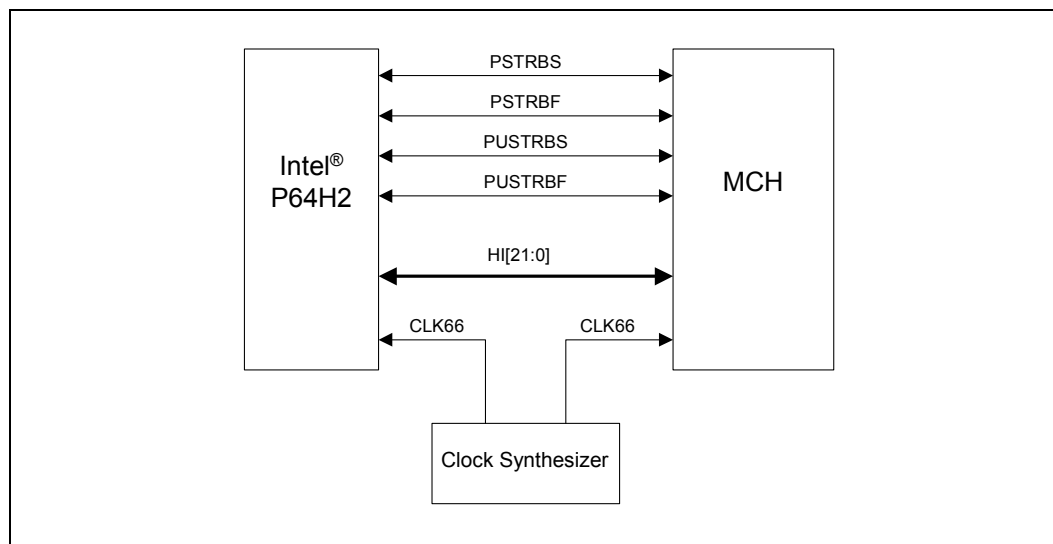 PSTRBS
PSTRBF
PUSTRBS
PUSTRBF
Intel®
P64H2
MCH
HI[21:0]
CLK66
CLK66
Clock Synthesizer